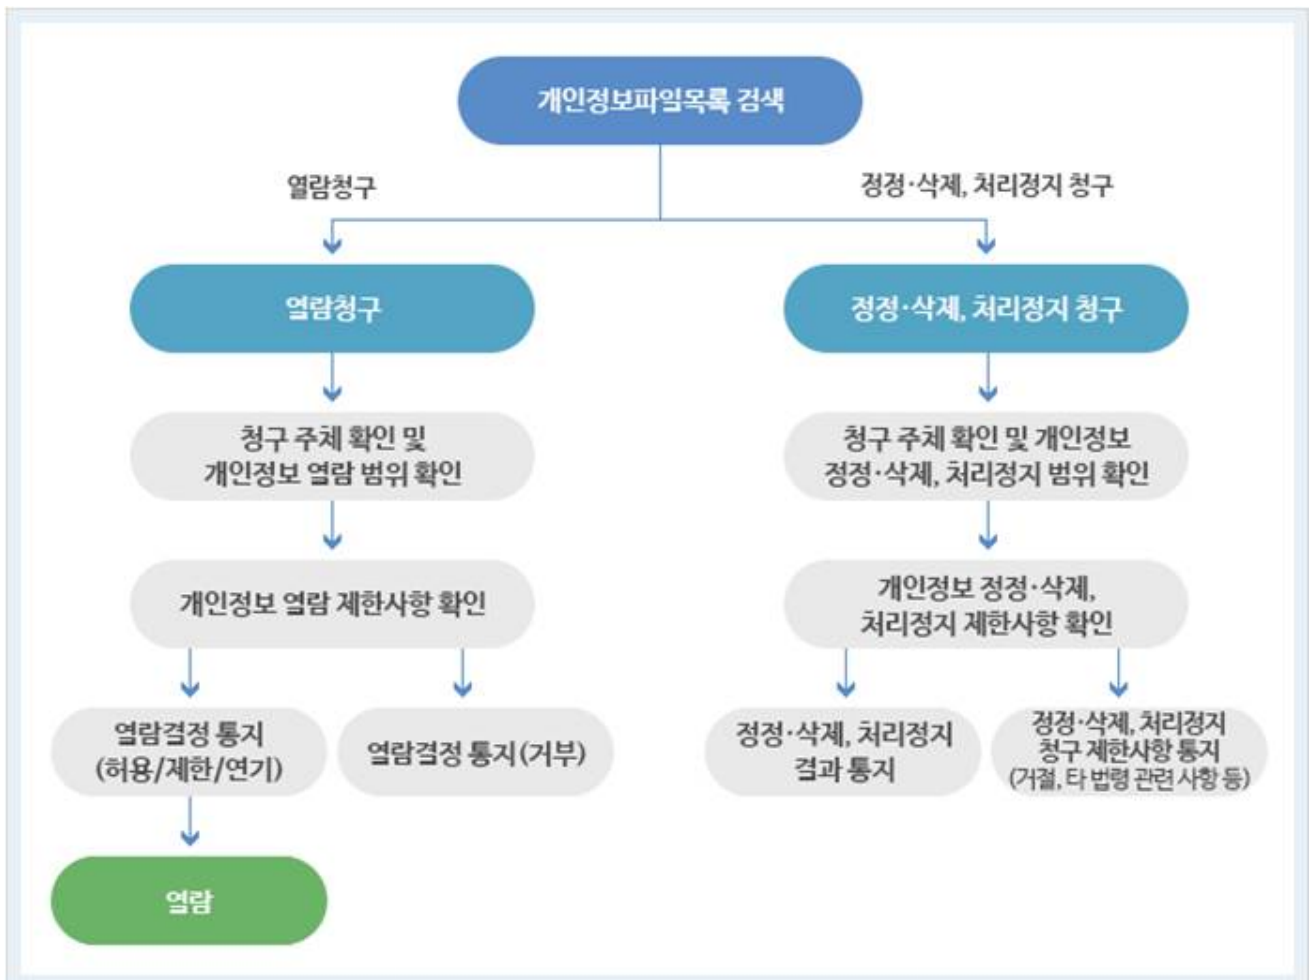 개인정보파일목록 검색
열람청구
정정·삭제, 처리정지 청구
열람청구
정정·삭제, 처리정지 청구
청구 주체 확인 및
개인정보 열람 범위 확인
청구 주체 확인 및 개인정보
정정·삭제, 처리정지 범위 확인
개인정보 열람 제한사항 확인
개인정보 정정·삭제,
처리정지 제한사항 확인
열람결정 통지
(허용/제한/연기)
열람결정 통지(거부)
정정·삭제, 처리정지
결과 통지
정정·삭제, 처리정지
청구 제한사항 통지
(거절, 타 법령 관련 사항 등)
열람